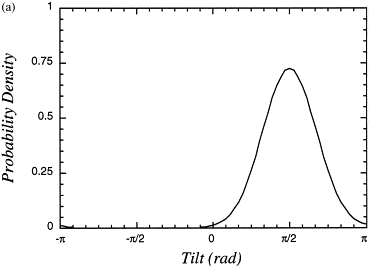 (a)
1
0.75
0.5
0.25
0
-π -π/2 0 π/2 π
Probability Density
Tilt (rad)